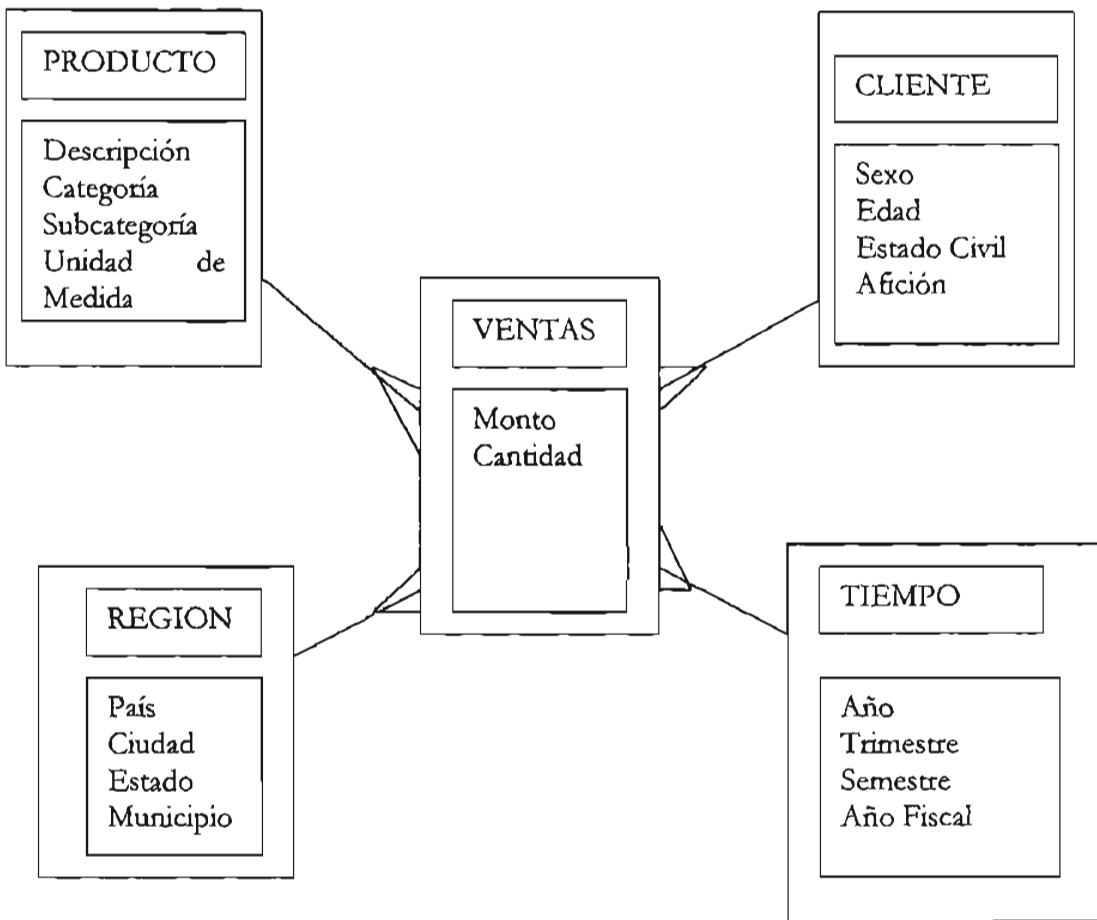 PRODUCTO
Descripción
Categoría
Subcategoría
Unidad de
Medida
CLIENTE
Sexo
Edad
Estado Civil
Afición
VENTAS
Monto
Cantidad
REGION
País
Ciudad
Estado
Municipio
TIEMPO
Año
Trimestre
Semestre
Año Fiscal